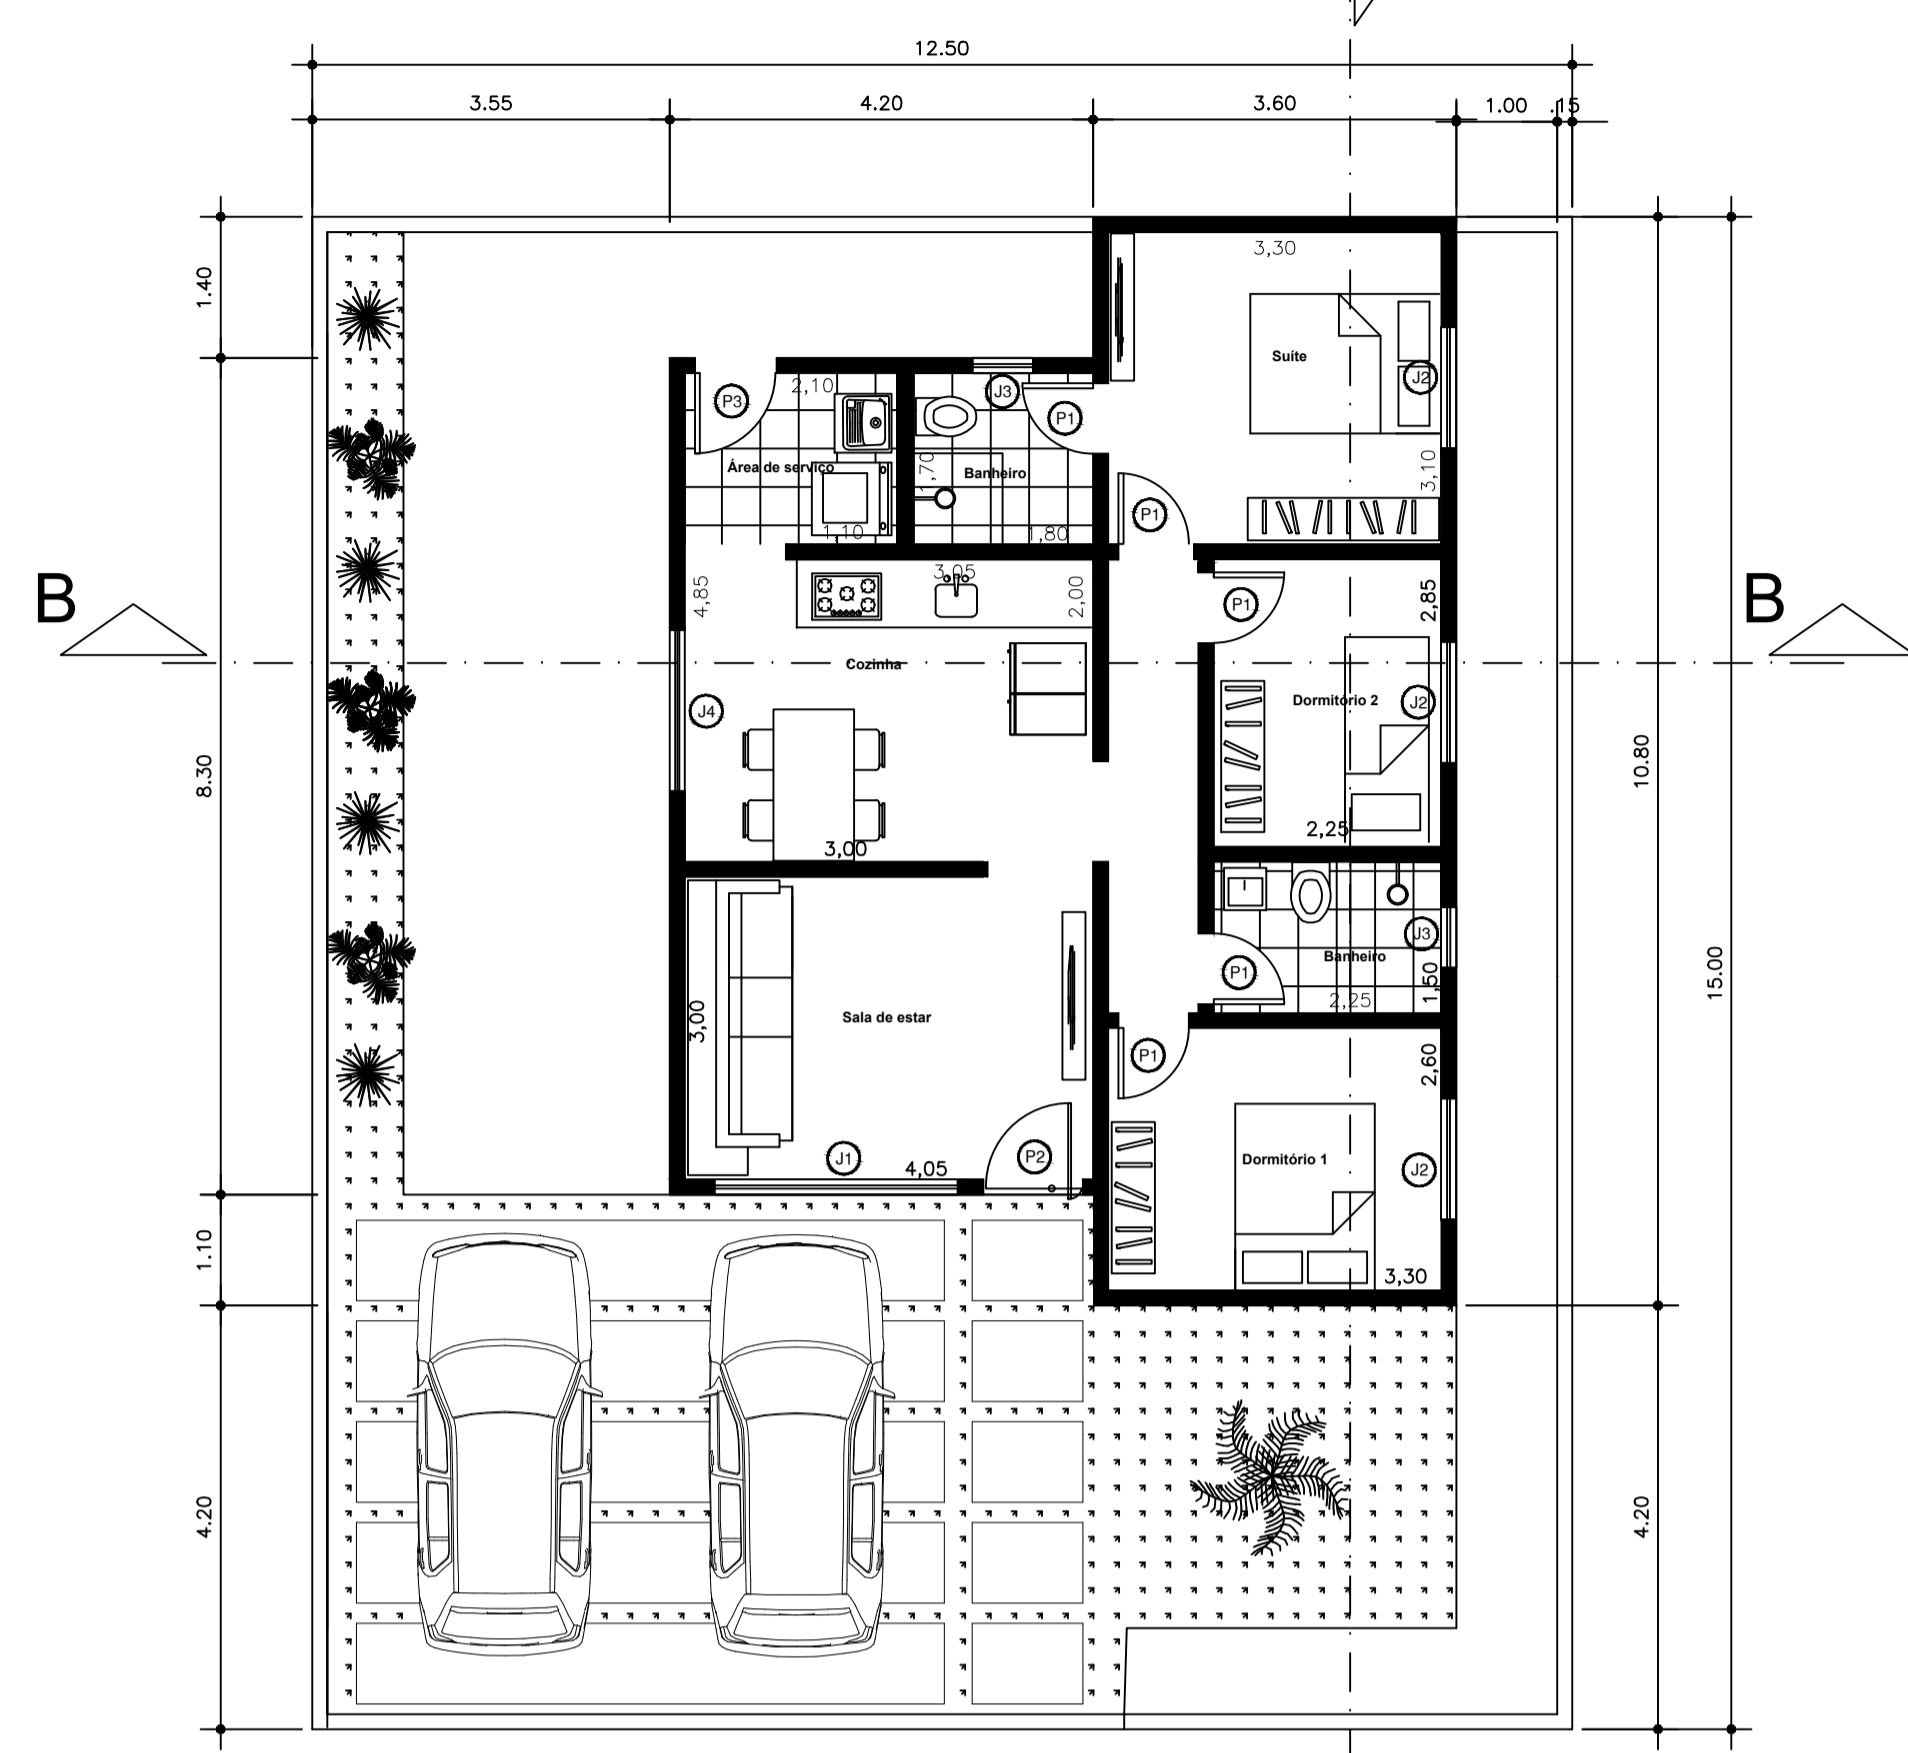 12.50
3.55
4.20
3.60
1.00
.15
1.40
3,30
Suíte
J2
P3
2,10
J3
P1
Área de serviço
1,70
Banheiro
3,10
1,10
1,80
P1
B
4,85
3,05
2,00
P1
2,85
B
Cozinha
J4
Dormitório 2
J2
8.30
10.80
3,00
2,25
J3
Banheiro
P1
1,50
2,25
15.00
3,00
Sala de estar
P1
2,60
J1
4,05
P2
Dormitório 1
J2
1.10
3,30
4.20
4.20